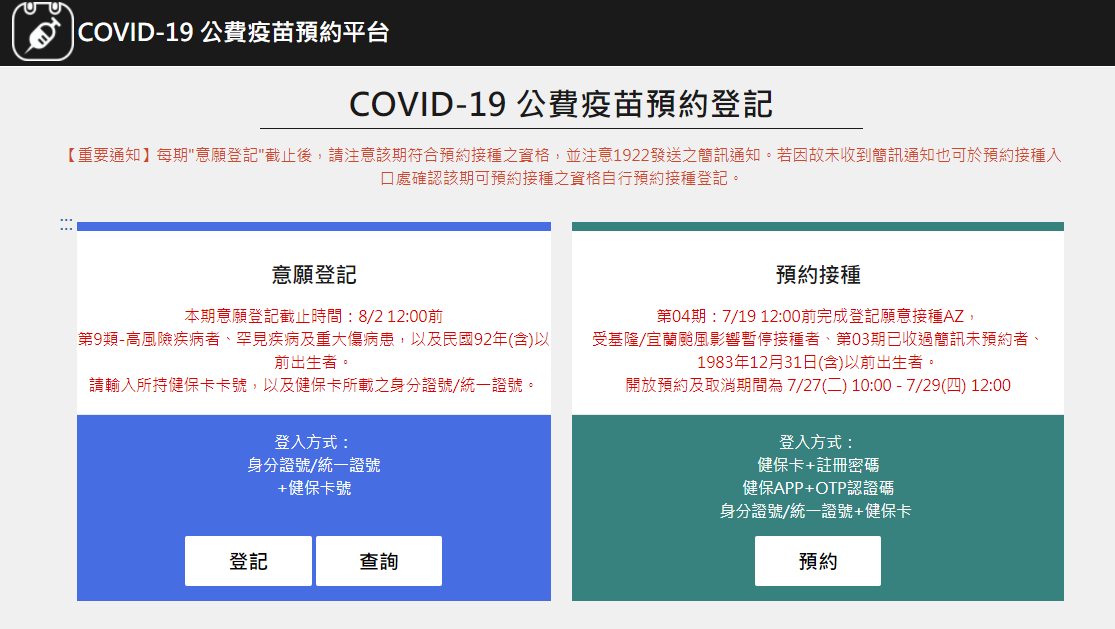 COVID-19 公費疫苗預約平台
COVID-19 公費疫苗預約登記
【重要通知】每期"意願登記"截止後，請注意該期符合預約接種之資格，並注意1922發送之簡訊通知。若因故未收到簡訊通知也可於預約接種入
口處確認該期可預約接種之資格自行預約接種登記。
:::
意願登記
本期意願登記截止時間：8/2 12:00前
第9類-高風險疾病者、罕見疾病及重大傷病患，以及民國92年(含)以
前出生者。
請輸入所持健保卡卡號，以及健保卡所載之身分證號/統一證號。
登入方式：
身分證號/統一證號
+健保卡號
登記
查詢
預約接種
第04期：7/19 12:00前完成登記願意接種AZ，
受基隆/宜蘭颱風影響暫停接種者、第03期已收過簡訊未預約者、
1983年12月31日(含)以前出生者。
開放預約及取消期間為 7/27(二) 10:00 - 7/29(四) 12:00
登入方式：
健保卡+註冊密碼
健保APP+OTP認證碼
身分證號/統一證號+健保卡
預約